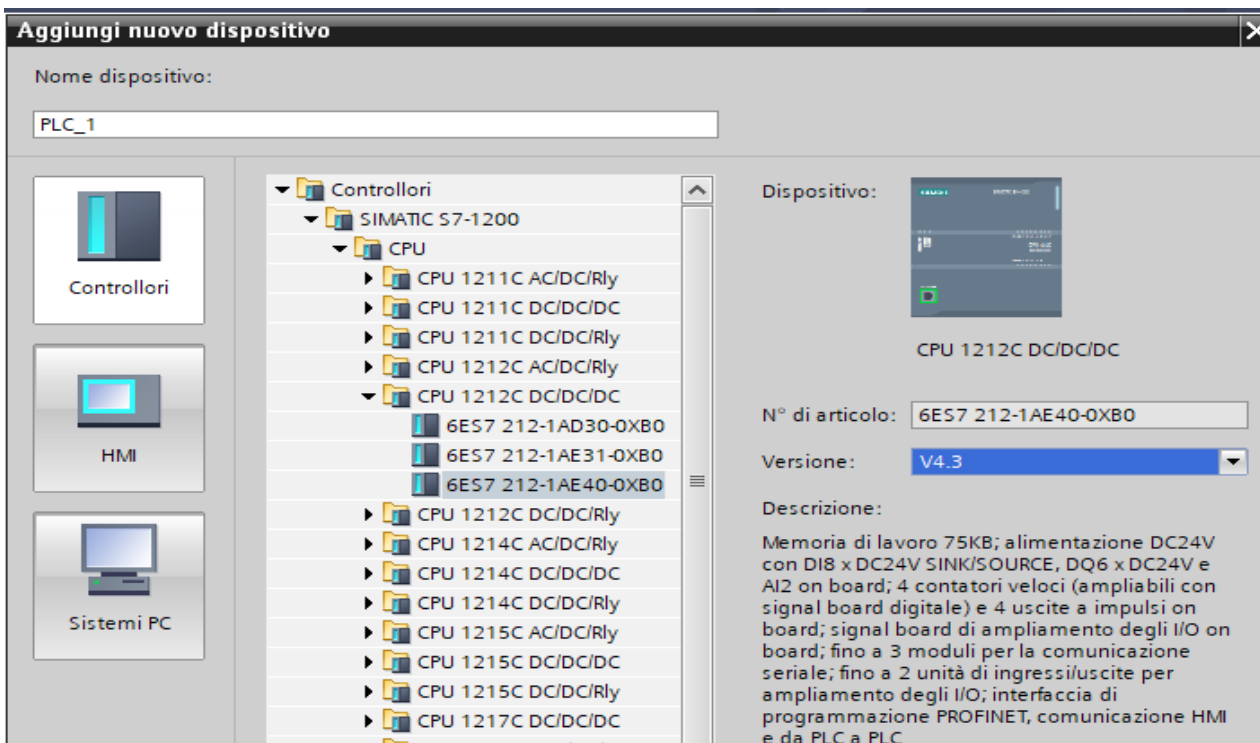 Aggiungi nuovo dispositivo
Nome dispositivo:
PLC_1
Controllori
HMI
Sistemi PC
Controllori
SIMATIC S7-1200
CPU
CPU 1211C AC/DC/Rly
CPU 1211C DC/DC/DC
CPU 1211C DC/DC/Rly
CPU 1212C AC/DC/Rly
CPU 1212C DC/DC/DC
6ES7 212-1AD30-0XB0
6ES7 212-1AE31-0XB0
6ES7 212-1AE40-0XB0
CPU 1212C DC/DC/Rly
CPU 1214C AC/DC/Rly
CPU 1214C DC/DC/DC
CPU 1214C DC/DC/Rly
CPU 1215C AC/DC/Rly
CPU 1215C DC/DC/DC
CPU 1215C DC/DC/Rly
CPU 1217C DC/DC/DC
Dispositivo:
CPU 1212C DC/DC/DC
N° di articolo: 6ES7 212-1AE40-0XB0
Versione: V4.3
Descrizione:
Memoria di lavoro 75KB; alimentazione DC24V
con DI8 x DC24V SINK/SOURCE, DQ6 x DC24V e
AI2 on board; 4 contatori veloci (ampliabili con
signal board digitale) e 4 uscite a impulsi on
board; signal board di ampliamento degli I/O on
board; fino a 3 moduli per la comunicazione
seriale; fino a 2 unità di ingressi/uscite per
ampliamento degli I/O; interfaccia di
programmazione PROFINET, comunicazione HMI
e da PLC a PLC